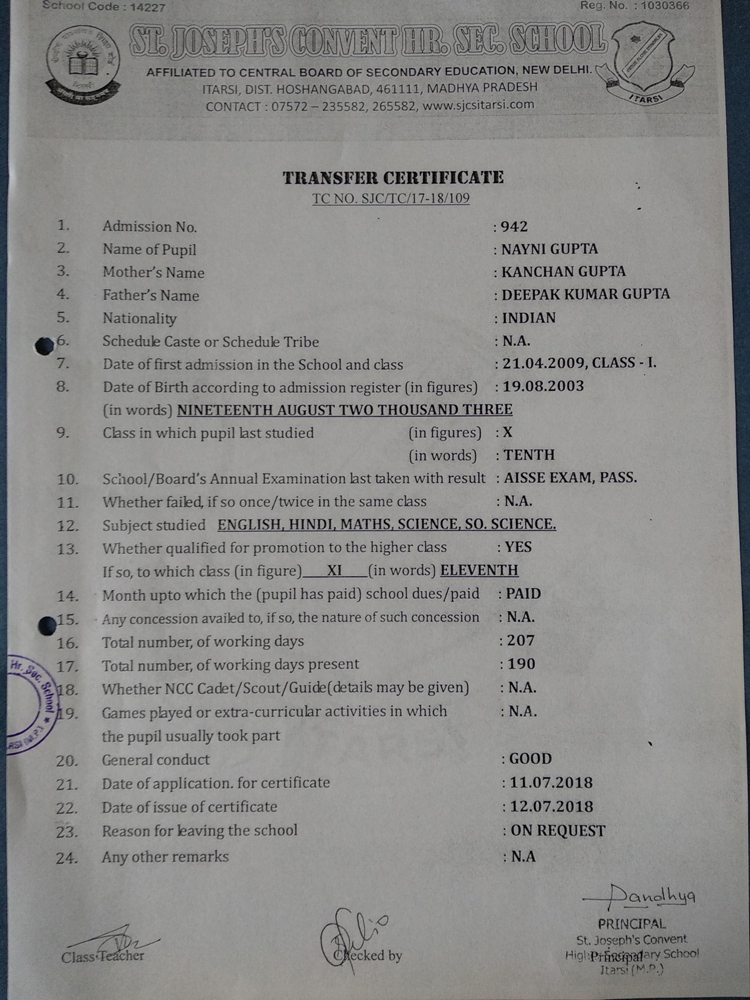 School Code : 14227 Reg. No. : 1030366
ST. JOSEPH'S CONVENT HR. SEC. SCHOOL
AFFILIATED TO CENTRAL BOARD OF SECONDARY EDUCATION, NEW DELHI.
ITARSI, DIST. HOSHANGABAD, 461111, MADHYA PRADESH
CONTACT : 07572 – 235582, 265582, www.sjcsitarsi.com
ITARSI
TRANSFER CERTIFICATE
TC NO. SJC/TC/17-18/109
1. Admission No. : 942
2. Name of Pupil : NAYNI GUPTA
3. Mother's Name : KANCHAN GUPTA
4. Father's Name : DEEPAK KUMAR GUPTA
5. Nationality : INDIAN
6. Schedule Caste or Schedule Tribe : N.A.
7. Date of first admission in the School and class : 21.04.2009, CLASS - I.
8. Date of Birth according to admission register (in figures) : 19.08.2003
(in words) NINETEENTH AUGUST TWO THOUSAND THREE
9. Class in which pupil last studied (in figures) : X
(in words) : TENTH
10. School/Board's Annual Examination last taken with result : AISSE EXAM, PASS.
11. Whether failed, if so once/twice in the same class : N.A.
12. Subject studied ENGLISH, HINDI, MATHS, SCIENCE, SO. SCIENCE.
13. Whether qualified for promotion to the higher class : YES
If so, to which class (in figure) XI (in words) ELEVENTH
14. Month upto which the (pupil has paid) school dues/paid : PAID
15. Any concession availed to, if so, the nature of such concession : N.A.
16. Total number, of working days : 207
17. Total number, of working days present : 190
18. Whether NCC Cadet/Scout/Guide(details may be given) : N.A.
19. Games played or extra-curricular activities in which : N.A.
the pupil usually took part
Hr. Sec. School
20. General conduct : GOOD
21. Date of application. for certificate : 11.07.2018
22. Date of issue of certificate : 12.07.2018
23. Reason for leaving the school : ON REQUEST
24. Any other remarks : N.A
Class Teacher
Checked by
PRINCIPAL
St. Joseph's Convent
Higher Secondary School
Principal
Itarsi (M.P.)